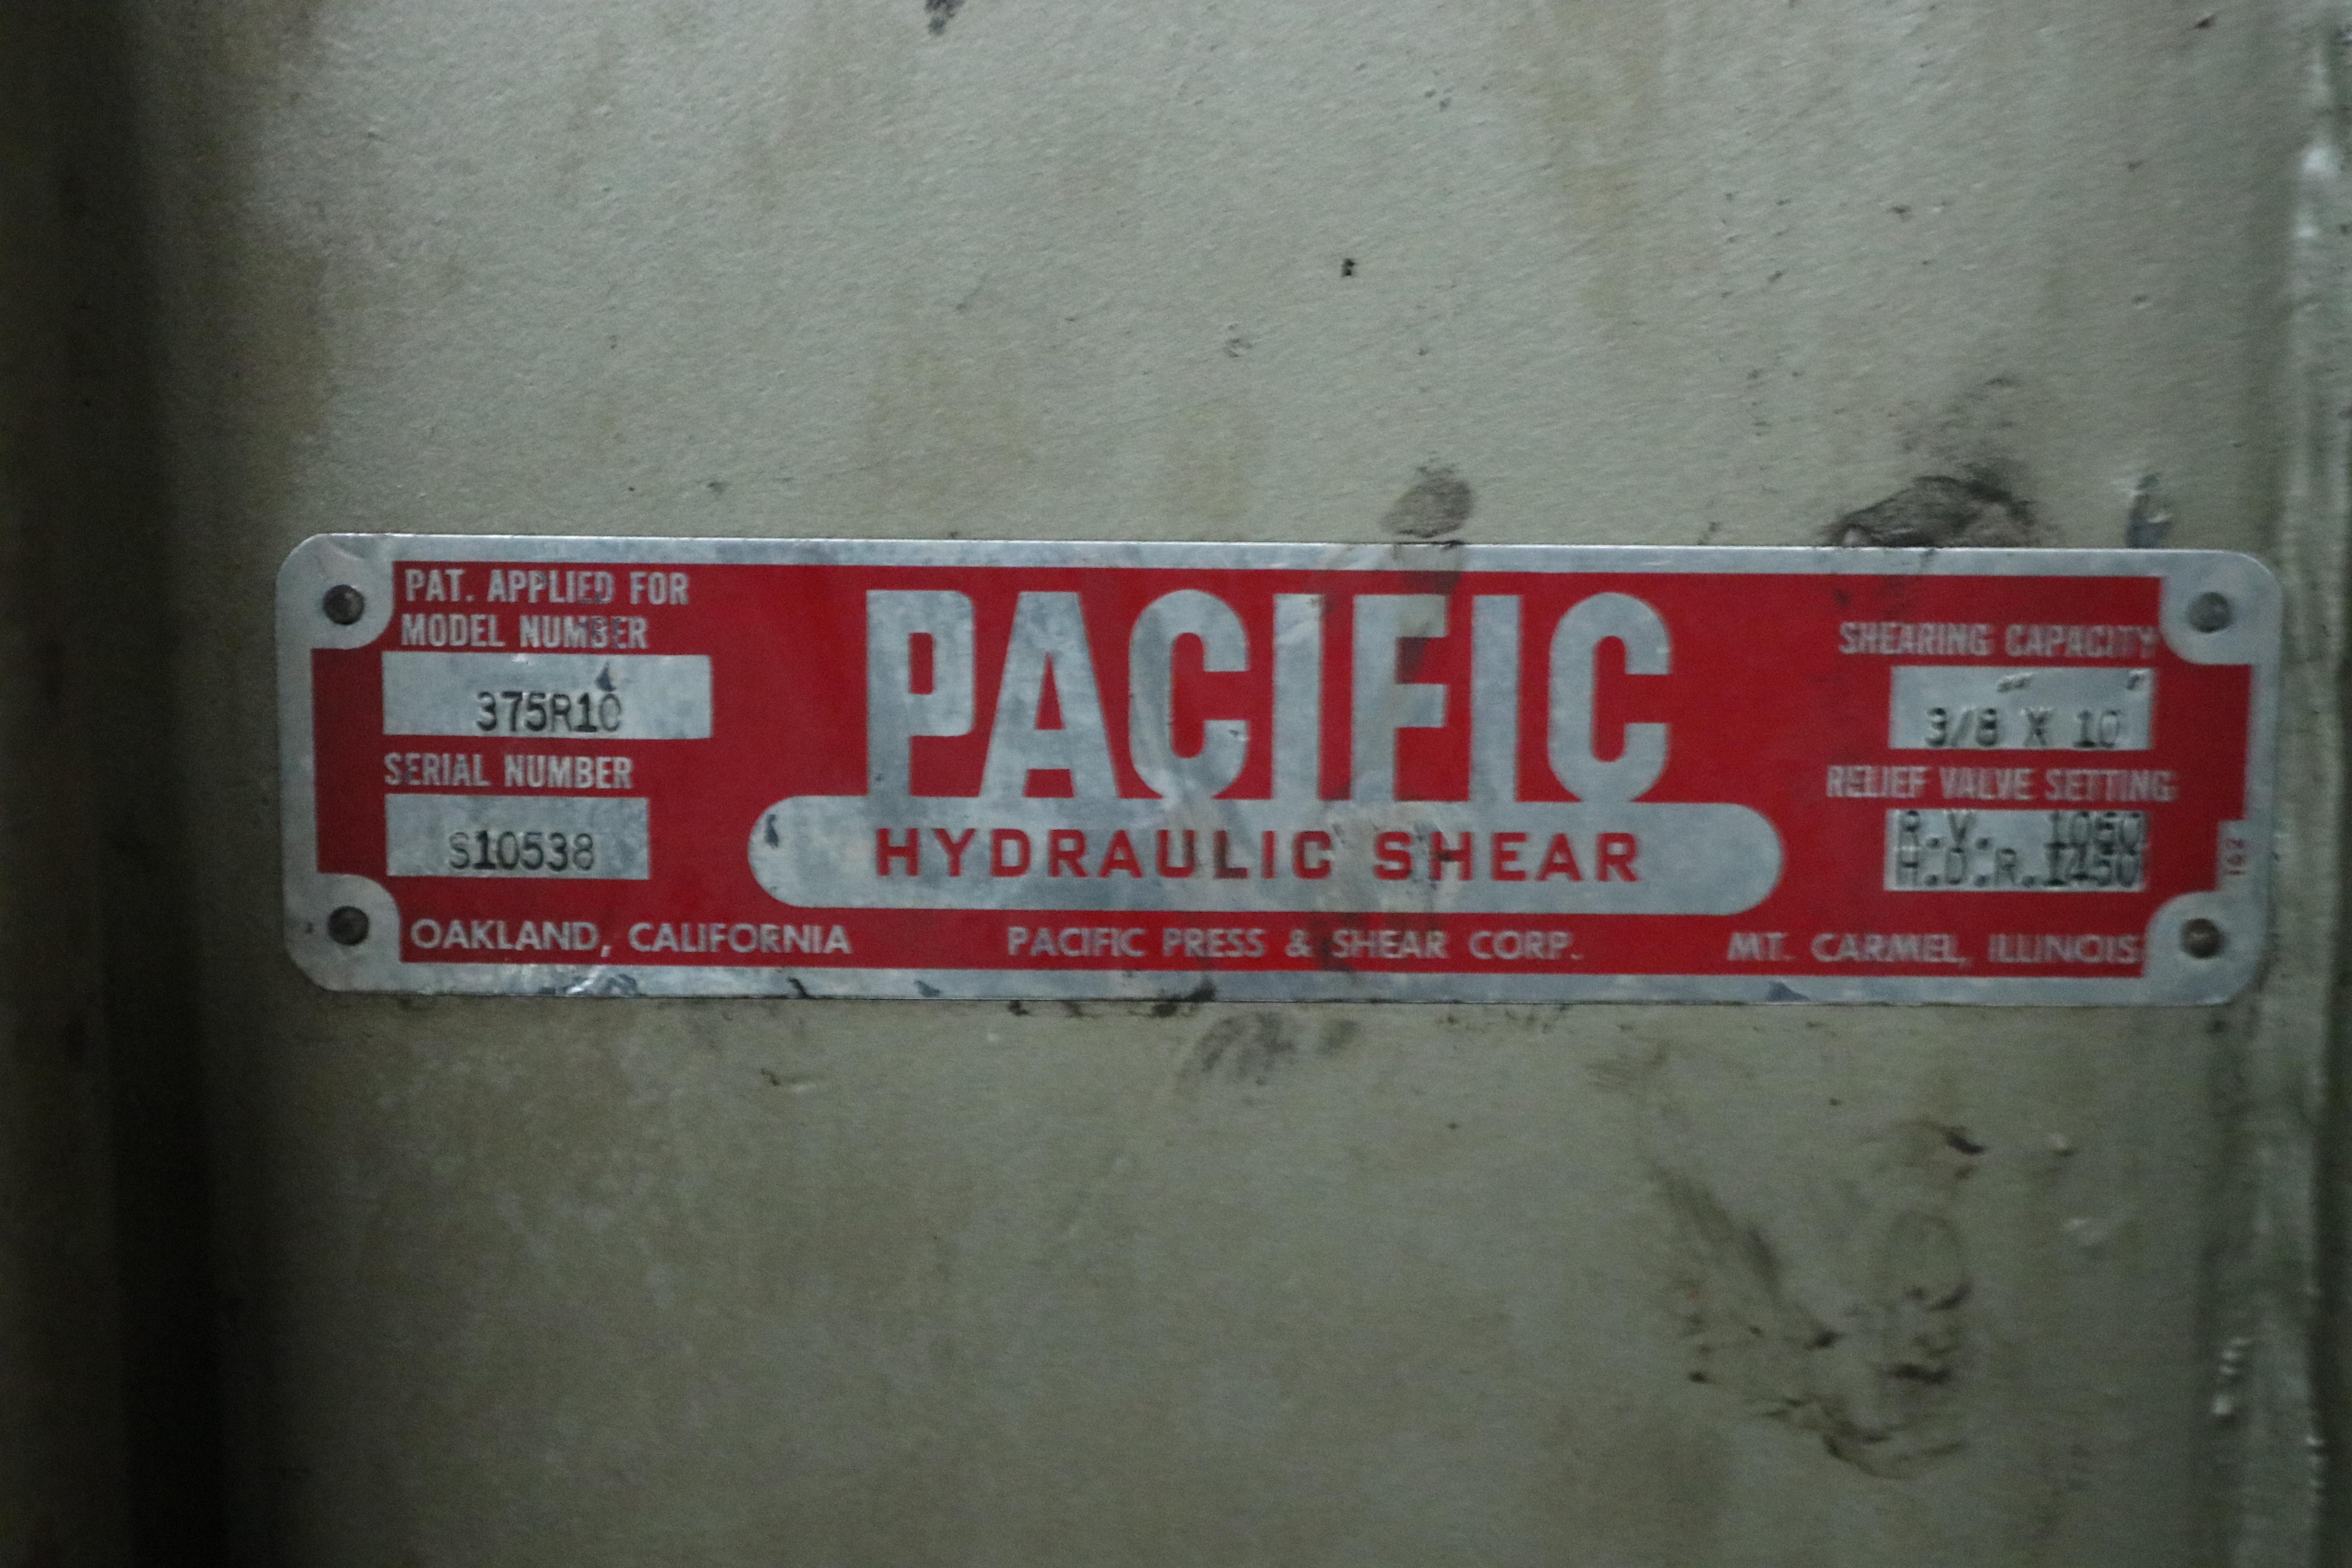 PAT. APPLIED FOR
MODEL NUMBER
375R10
SERIAL NUMBER
S10538
PACIFIC
HYDRAULIC SHEAR
SHEARING CAPACITY
3/8 X 10
RELIEF VALVE SETTING
R.V. 1050
H.D.R. 1450
OAKLAND, CALIFORNIA
PACIFIC PRESS & SHEAR CORP.
MT. CARMEL, ILLINOIS